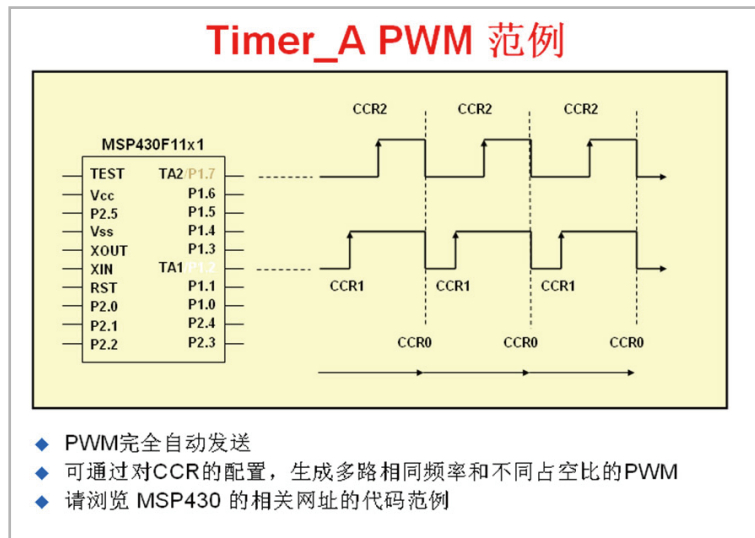 Timer_A PWM 范例
CCR2 CCR2 CCR2
MSP430F11x1
TEST TA2/P1.7
Vcc P1.6
P2.5 P1.5
Vss P1.4
XOUT P1.3
XIN TA1/P1.2
RST P1.1
P2.0 P1.0
P2.1 P2.4
P2.2 P2.3
CCR1 CCR1 CCR1
CCR0 CCR0 CCR0
PWM完全自动发送
可通过对CCR的配置，生成多路相同频率和不同占空比的PWM
请浏览 MSP430 的相关网址的代码范例